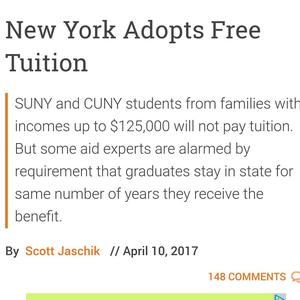 New York Adopts Free
Tuition
SUNY and CUNY students from families with
incomes up to $125,000 will not pay tuition.
But some aid experts are alarmed by
requirement that graduates stay in state for
same number of years they receive the
benefit.
By Scott Jaschik // April 10, 2017
148 COMMENTS